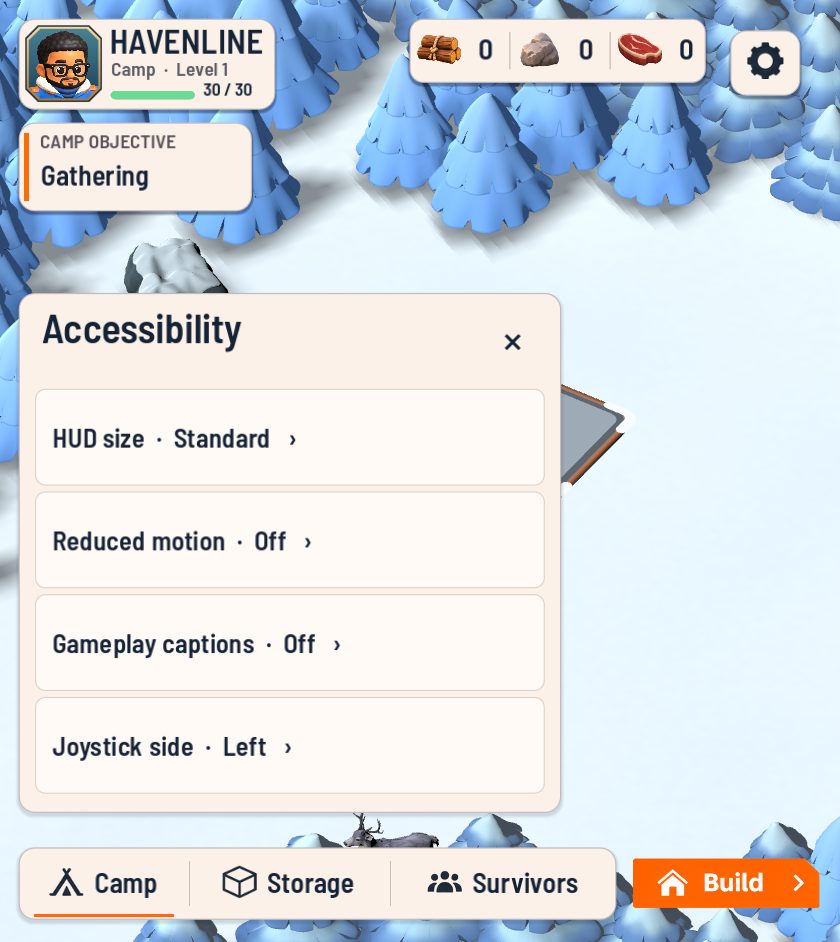 HAVENLINE
Camp · Level 1
30 / 30
0
0
0
CAMP OBJECTIVE
Gathering
Accessibility
×
HUD size · Standard ›
Reduced motion · Off ›
Gameplay captions · Off ›
Joystick side · Left ›
Camp
Storage
Survivors
Build